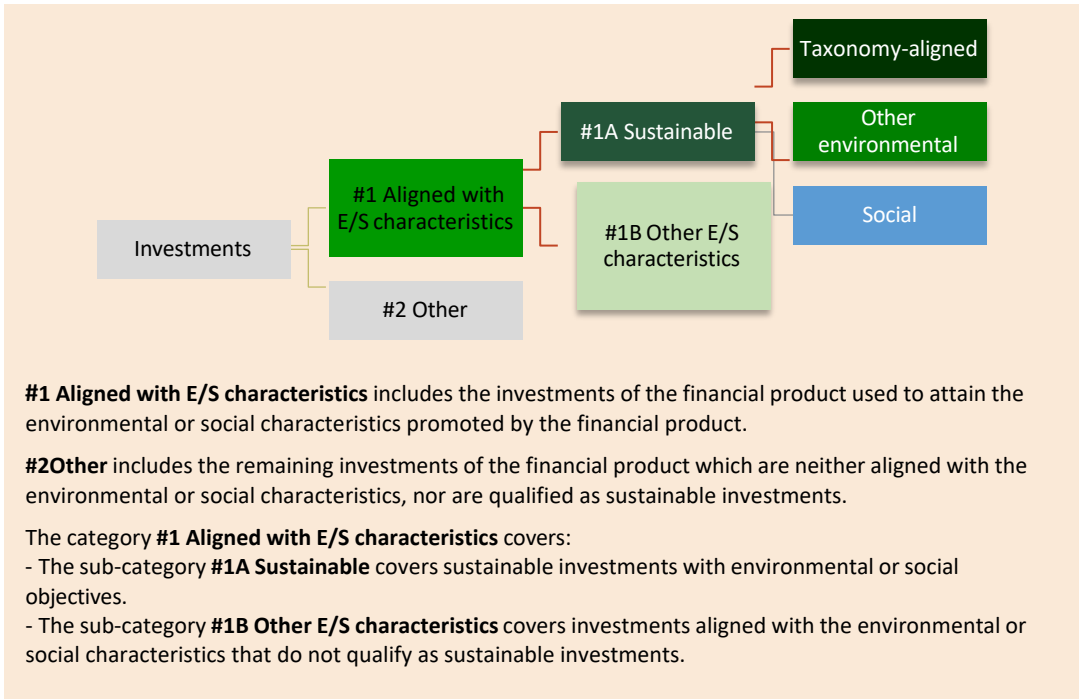 Taxonomy-aligned
#1A Sustainable
Other
environmental
#1 Aligned with
E/S characteristics
Social
#1B Other E/S
characteristics
Investments
#2 Other
#1 Aligned with E/S characteristics includes the investments of the financial product used to attain the
environmental or social characteristics promoted by the financial product.
#2Other includes the remaining investments of the financial product which are neither aligned with the
environmental or social characteristics, nor are qualified as sustainable investments.
The category #1 Aligned with E/S characteristics covers:
- The sub-category #1A Sustainable covers sustainable investments with environmental or social
objectives.
- The sub-category #1B Other E/S characteristics covers investments aligned with the environmental or
social characteristics that do not qualify as sustainable investments.